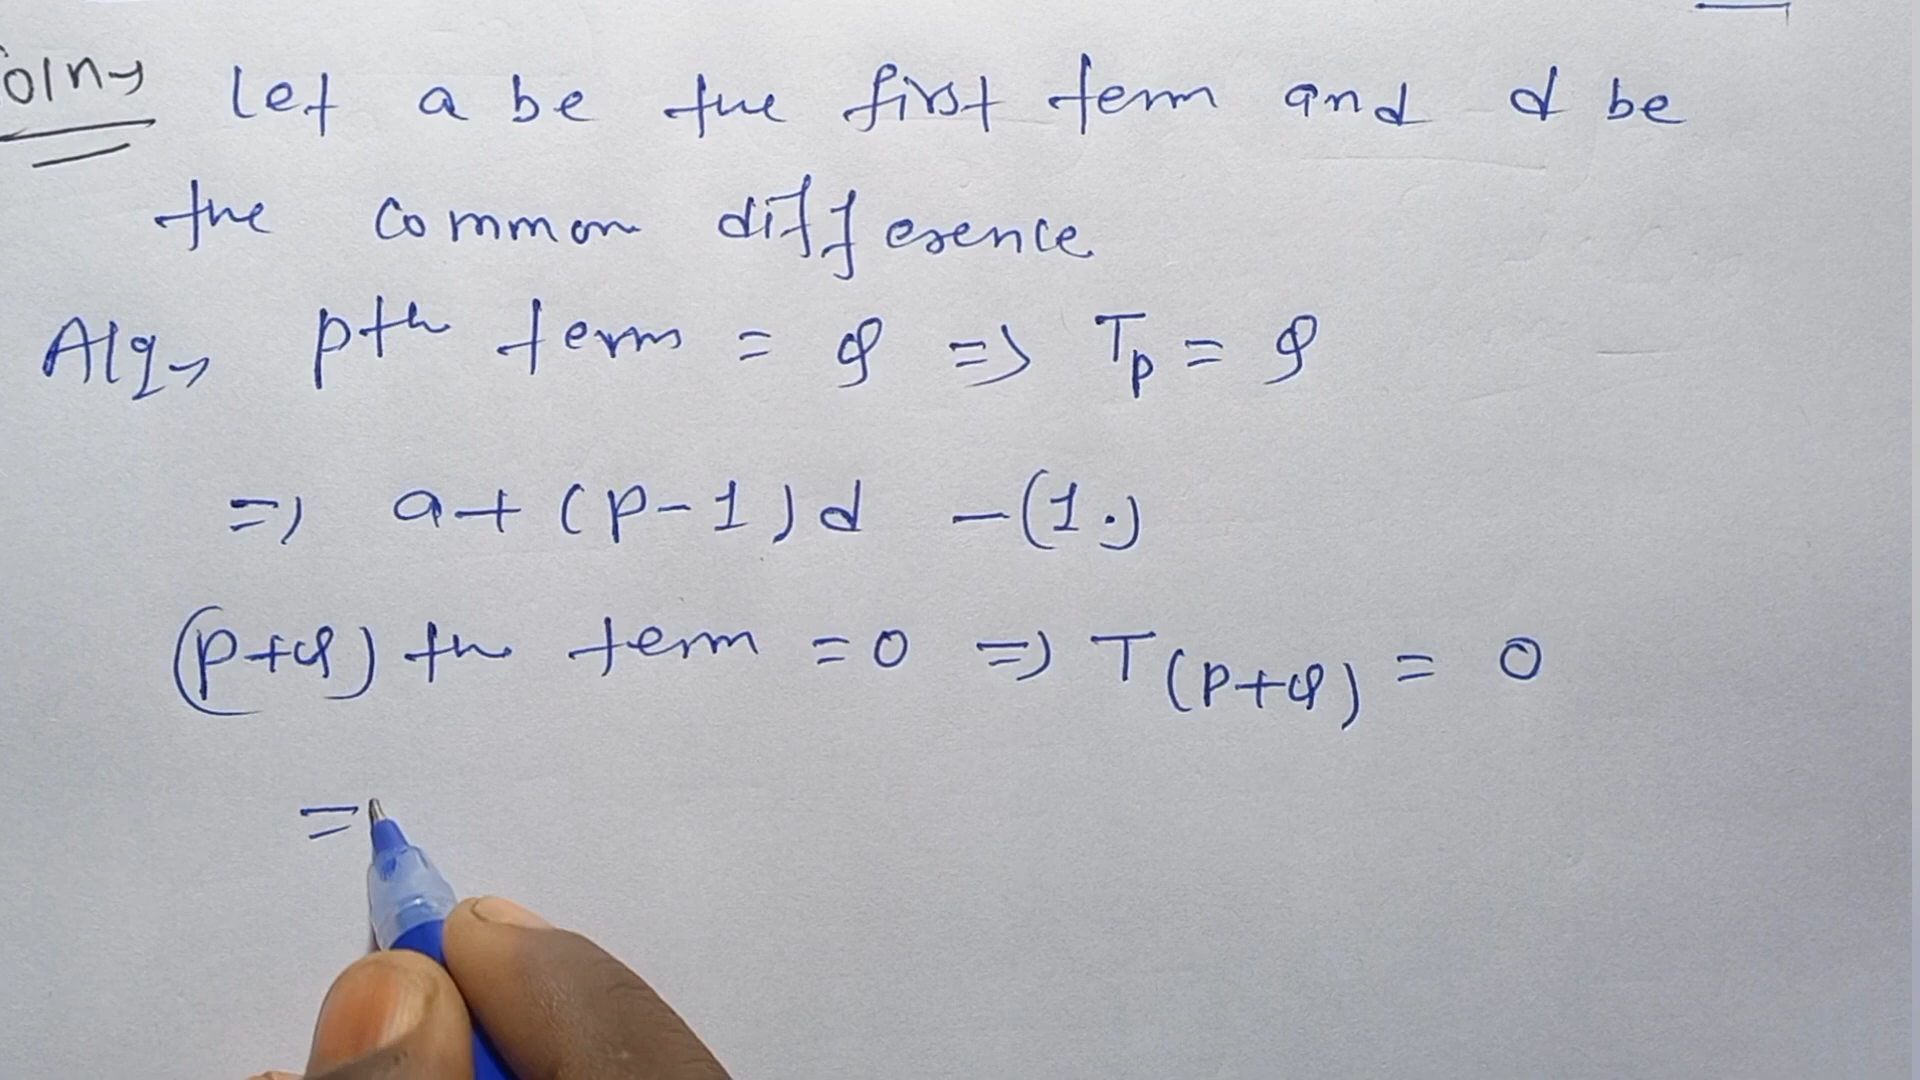 Soln→ Let a be the first term and d be
the common difference
Alq→ pth term = q => Tp = q
=> a + (p-1)d -(1.)
(p+q)th term = 0 => T(p+q) = 0
=